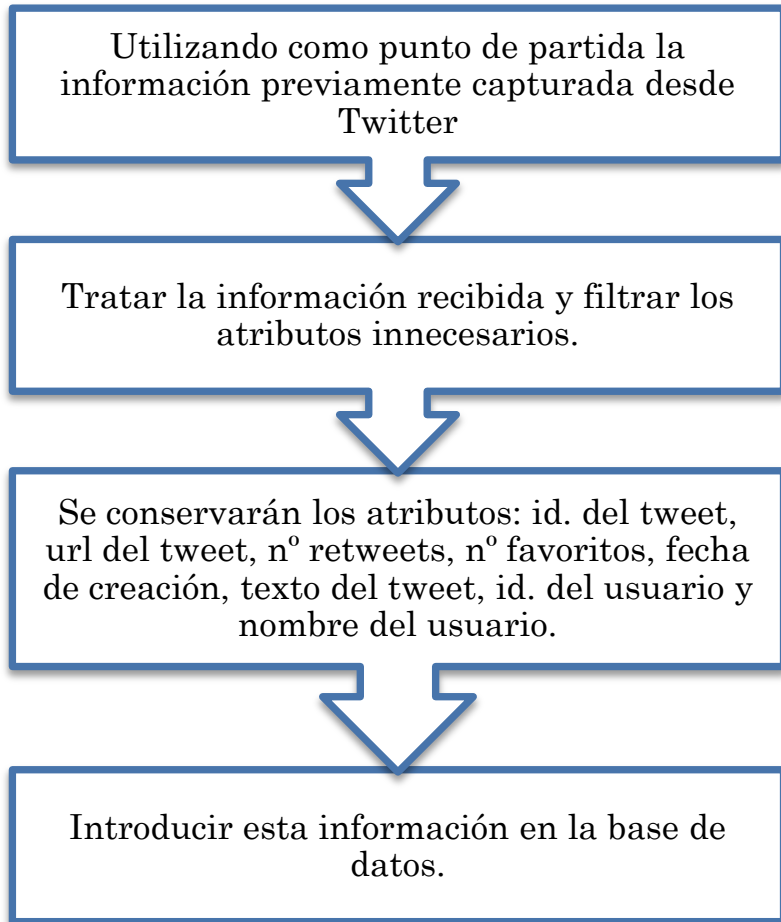 Utilizando como punto de partida la
información previamente capturada desde
Twitter
Tratar la información recibida y filtrar los
atributos innecesarios.
Se conservarán los atributos: id. del tweet,
url del tweet, nº retweets, nº favoritos, fecha
de creación, texto del tweet, id. del usuario y
nombre del usuario.
Introducir esta información en la base de
datos.